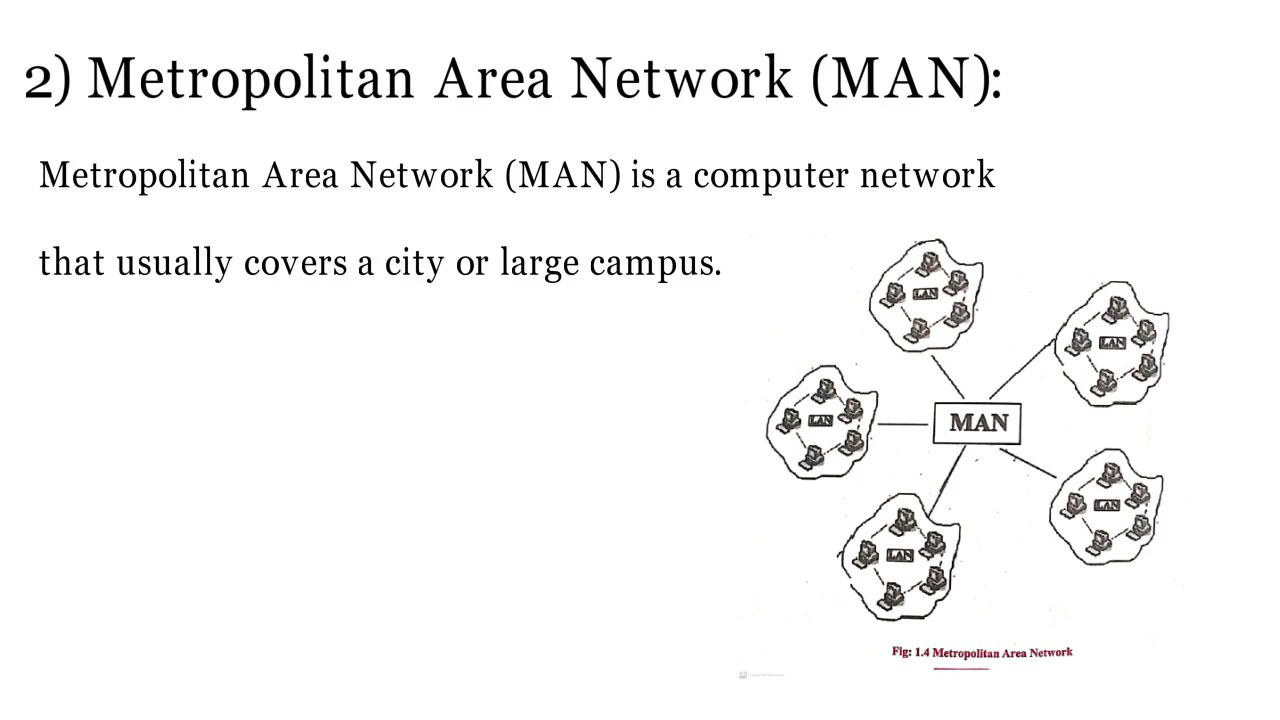 2) Metropolitan Area Network (MAN):
Metropolitan Area Network (MAN) is a computer network
that usually covers a city or large campus.
LAN
LAN
LAN
MAN
LAN
LAN
Fig: 1.4 Metropolitan Area Network